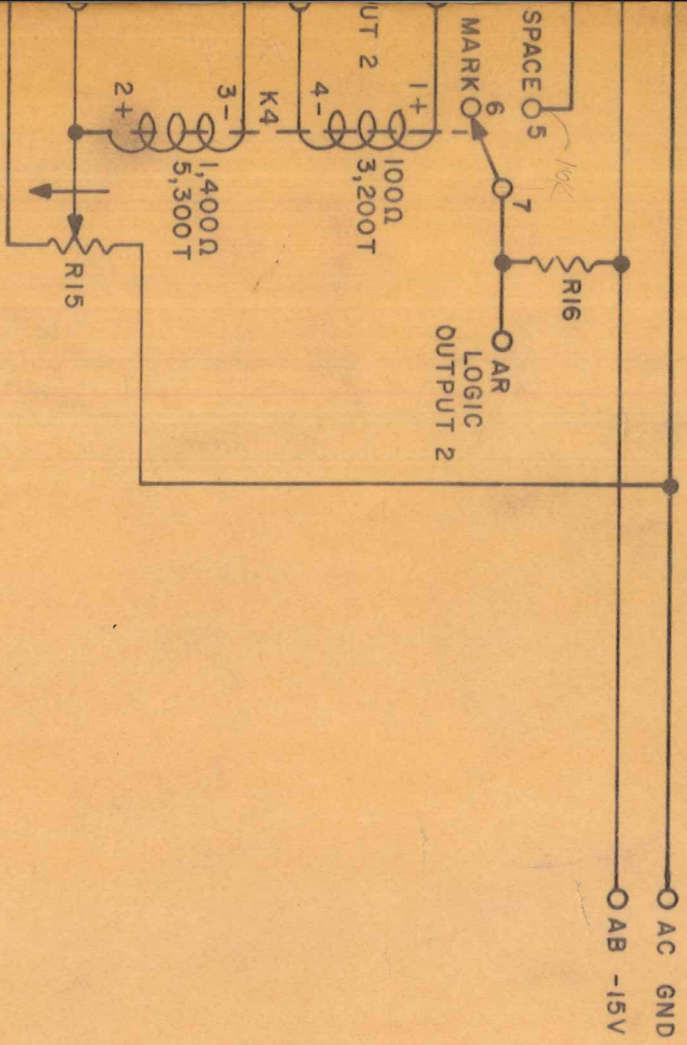 SPACE
5
MARK
6
7
R16
UT 2
1+
100Ω
3,200T
AR
LOGIC
OUTPUT 2
4-
K4
3-
1,400Ω
5,300T
2+
R15
AC GND
AB -15V